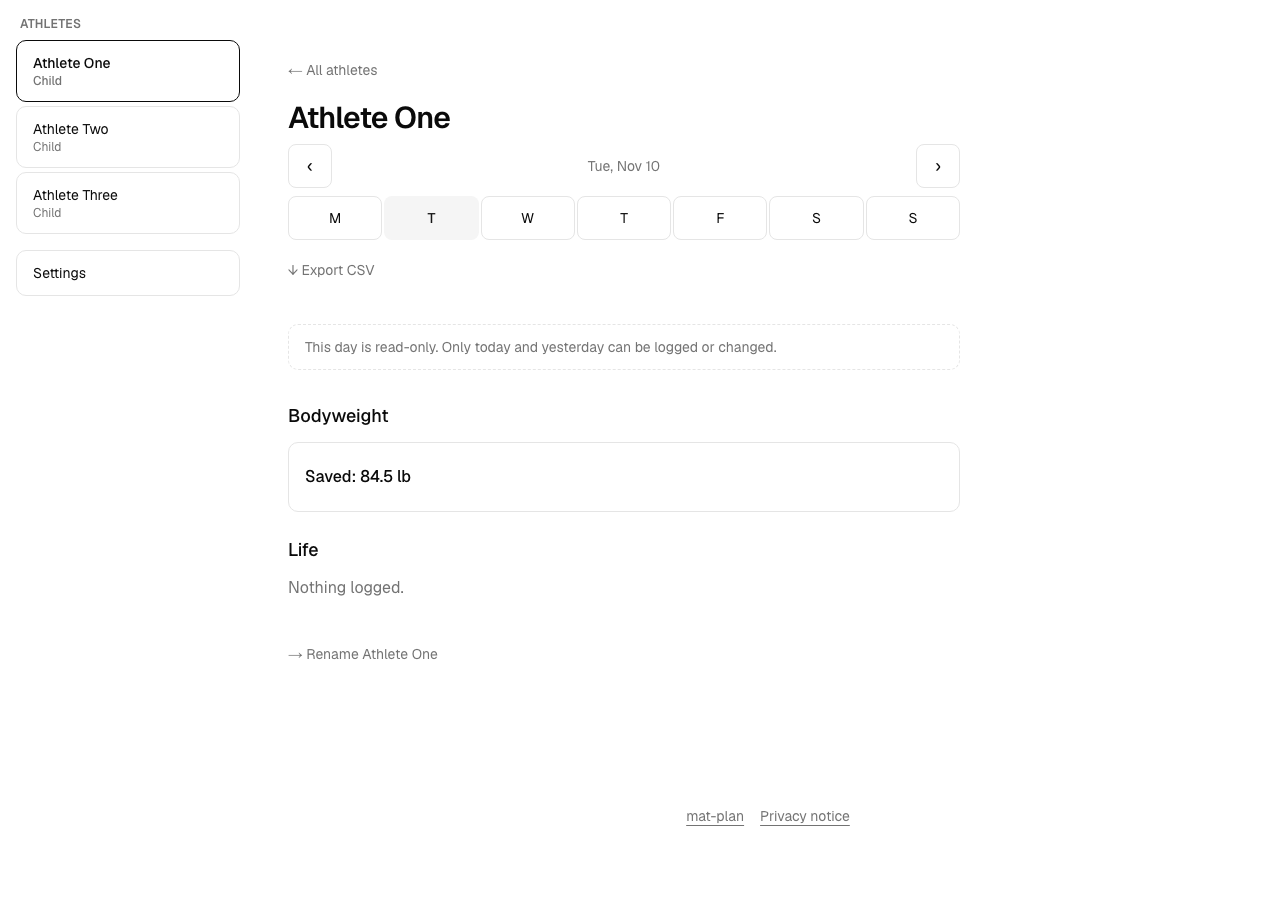 ATHLETES
Athlete One
Child
Athlete Two
Child
Athlete Three
Child
Settings
← All athletes
Athlete One
‹ Tue, Nov 10 ›
M T W T F S S
↓ Export CSV
This day is read-only. Only today and yesterday can be logged or changed.
Bodyweight
Saved: 84.5 lb
Life
Nothing logged.
→ Rename Athlete One
mat-plan Privacy notice